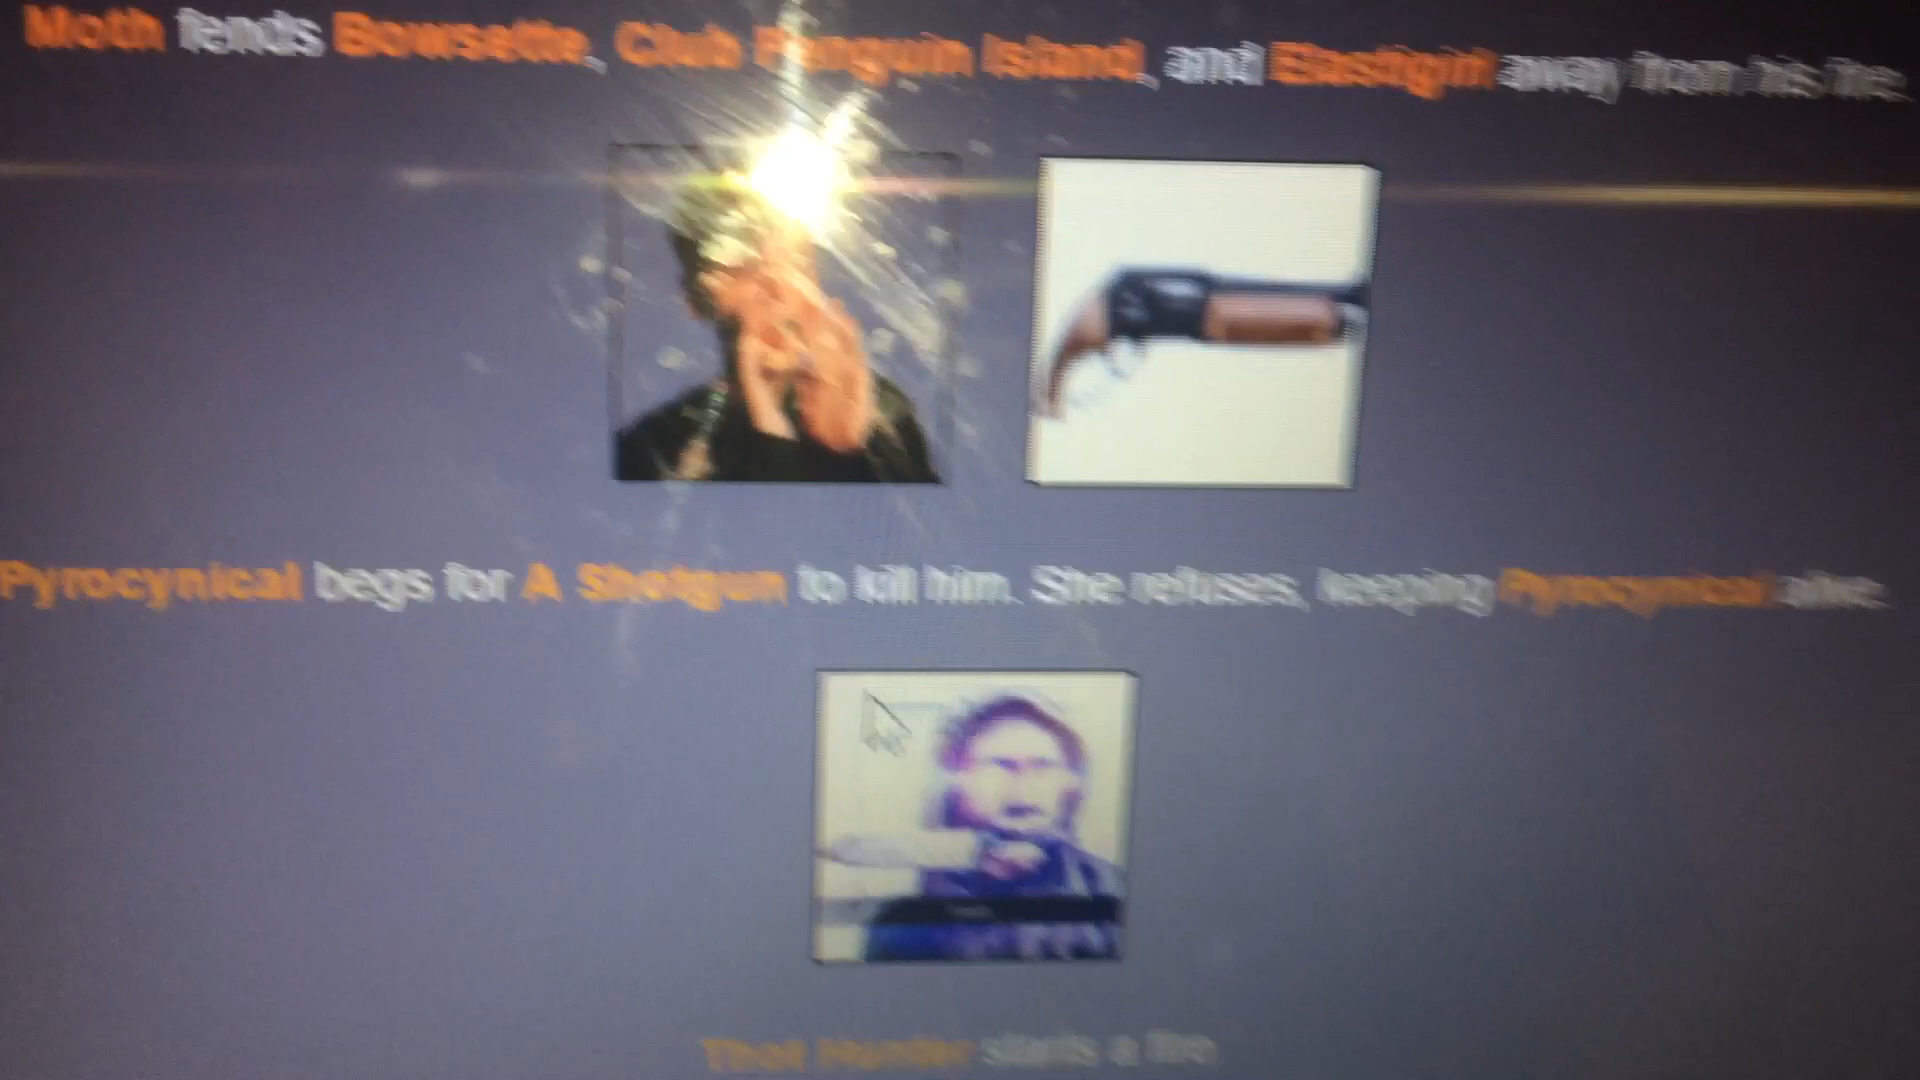 Moth fends Bowsette, Club Penguin Island, and Elastigirl away from his fire.
Pyrocynical begs for A Shotgun to kill him. She refuses, keeping Pyrocynical alive.
Thot Hunter starts a fire.